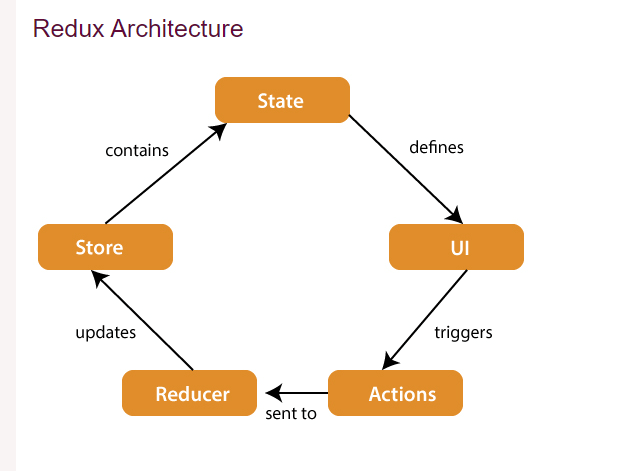 Redux Architecture
State
contains
defines
Store
UI
updates
triggers
Reducer
Actions
sent to